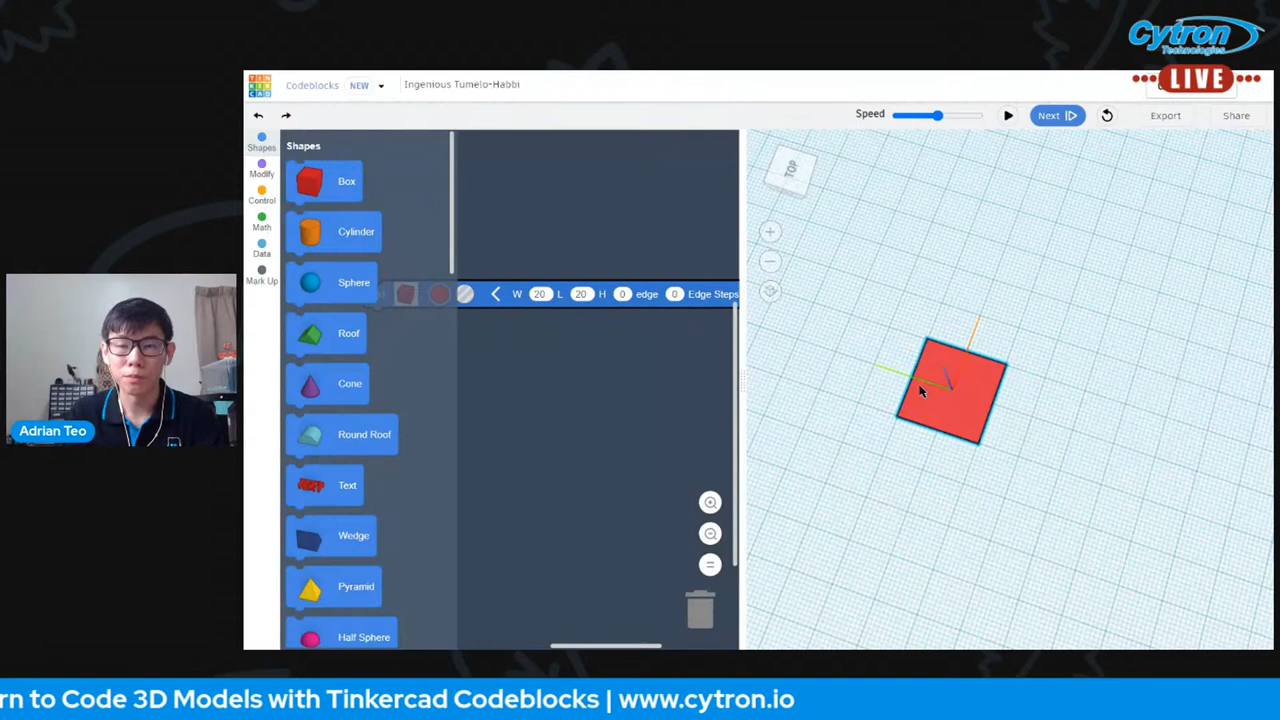 Cytron
Technologies
LIVE
Codeblocks NEW
Ingenious Tumelo-Habbi
Speed
Next
Export
Share
Shapes
Modify
Control
Math
Data
Mark Up
Shapes
Box
Cylinder
Sphere
Roof
Cone
Round Roof
Text
Wedge
Pyramid
Half Sphere
W 20 L 20 H 0 edge 0 Edge Steps
TOP
Adrian Teo
rn to Code 3D Models with Tinkercad Codeblocks | www.cytron.io